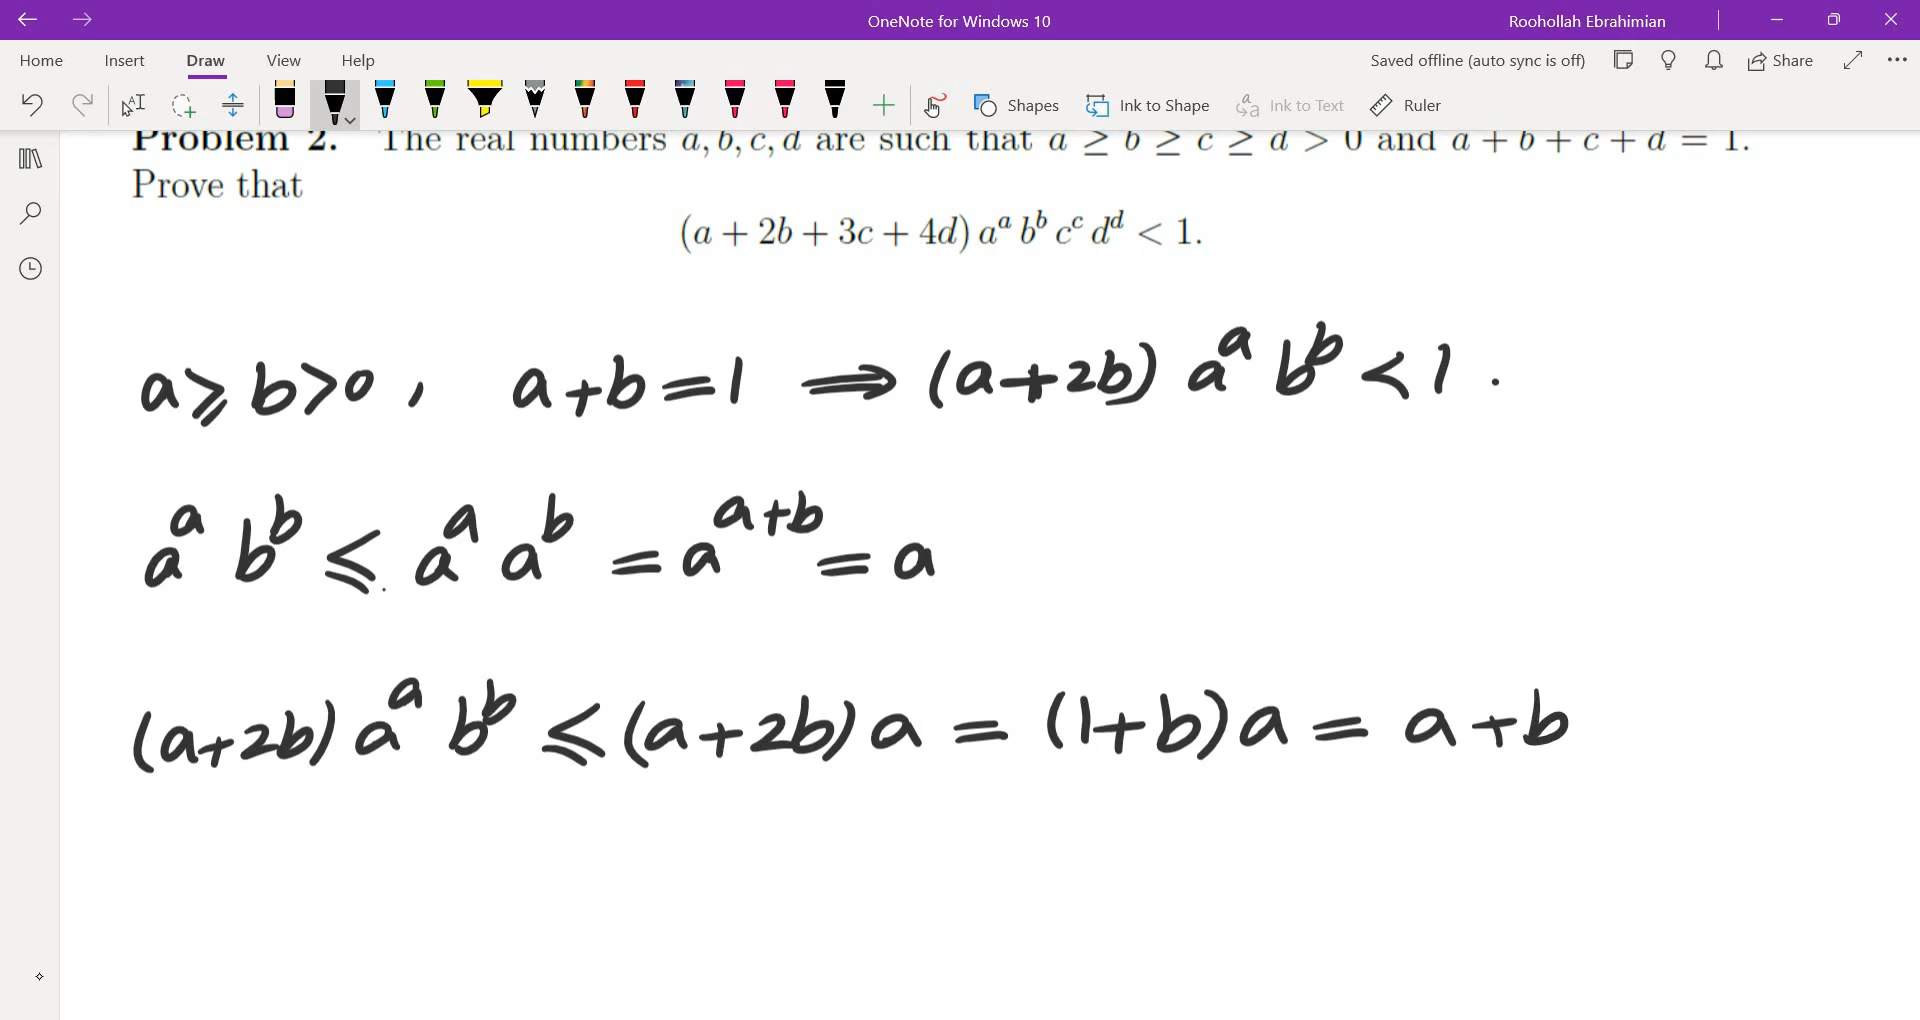 OneNote for Windows 10
Roohollah Ebrahimian
Home Insert Draw View Help
Saved offline (auto sync is off) Share
Shapes Ink to Shape Ink to Text Ruler
Problem 2. The real numbers a, b, c, d are such that a ≥ b ≥ c ≥ d > 0 and a + b + c + d = 1.
Prove that
(a + 2b + 3c + 4d) a^a b^b c^c d^d < 1.
a ⩾ b > 0 , a + b = 1 ⟹ (a + 2b) a^a b^b < 1 .
a^a b^b ⩽ a^a a^b = a^{a+b} = a
(a + 2b) a^a b^b ⩽ (a + 2b) a = (1 + b) a = a + b